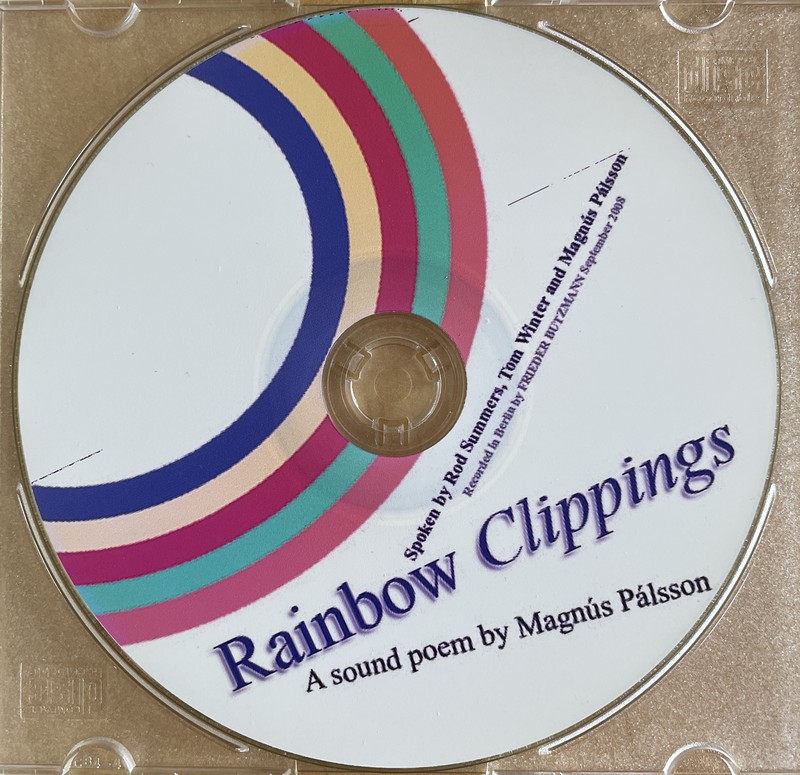 Spoken by Rod Summers, Tom Winter and Magnús Pálsson
Recorded in Berlin by FRIEDER BUTZMANN September 2008
Rainbow Clippings
A sound poem by Magnús Pálsson